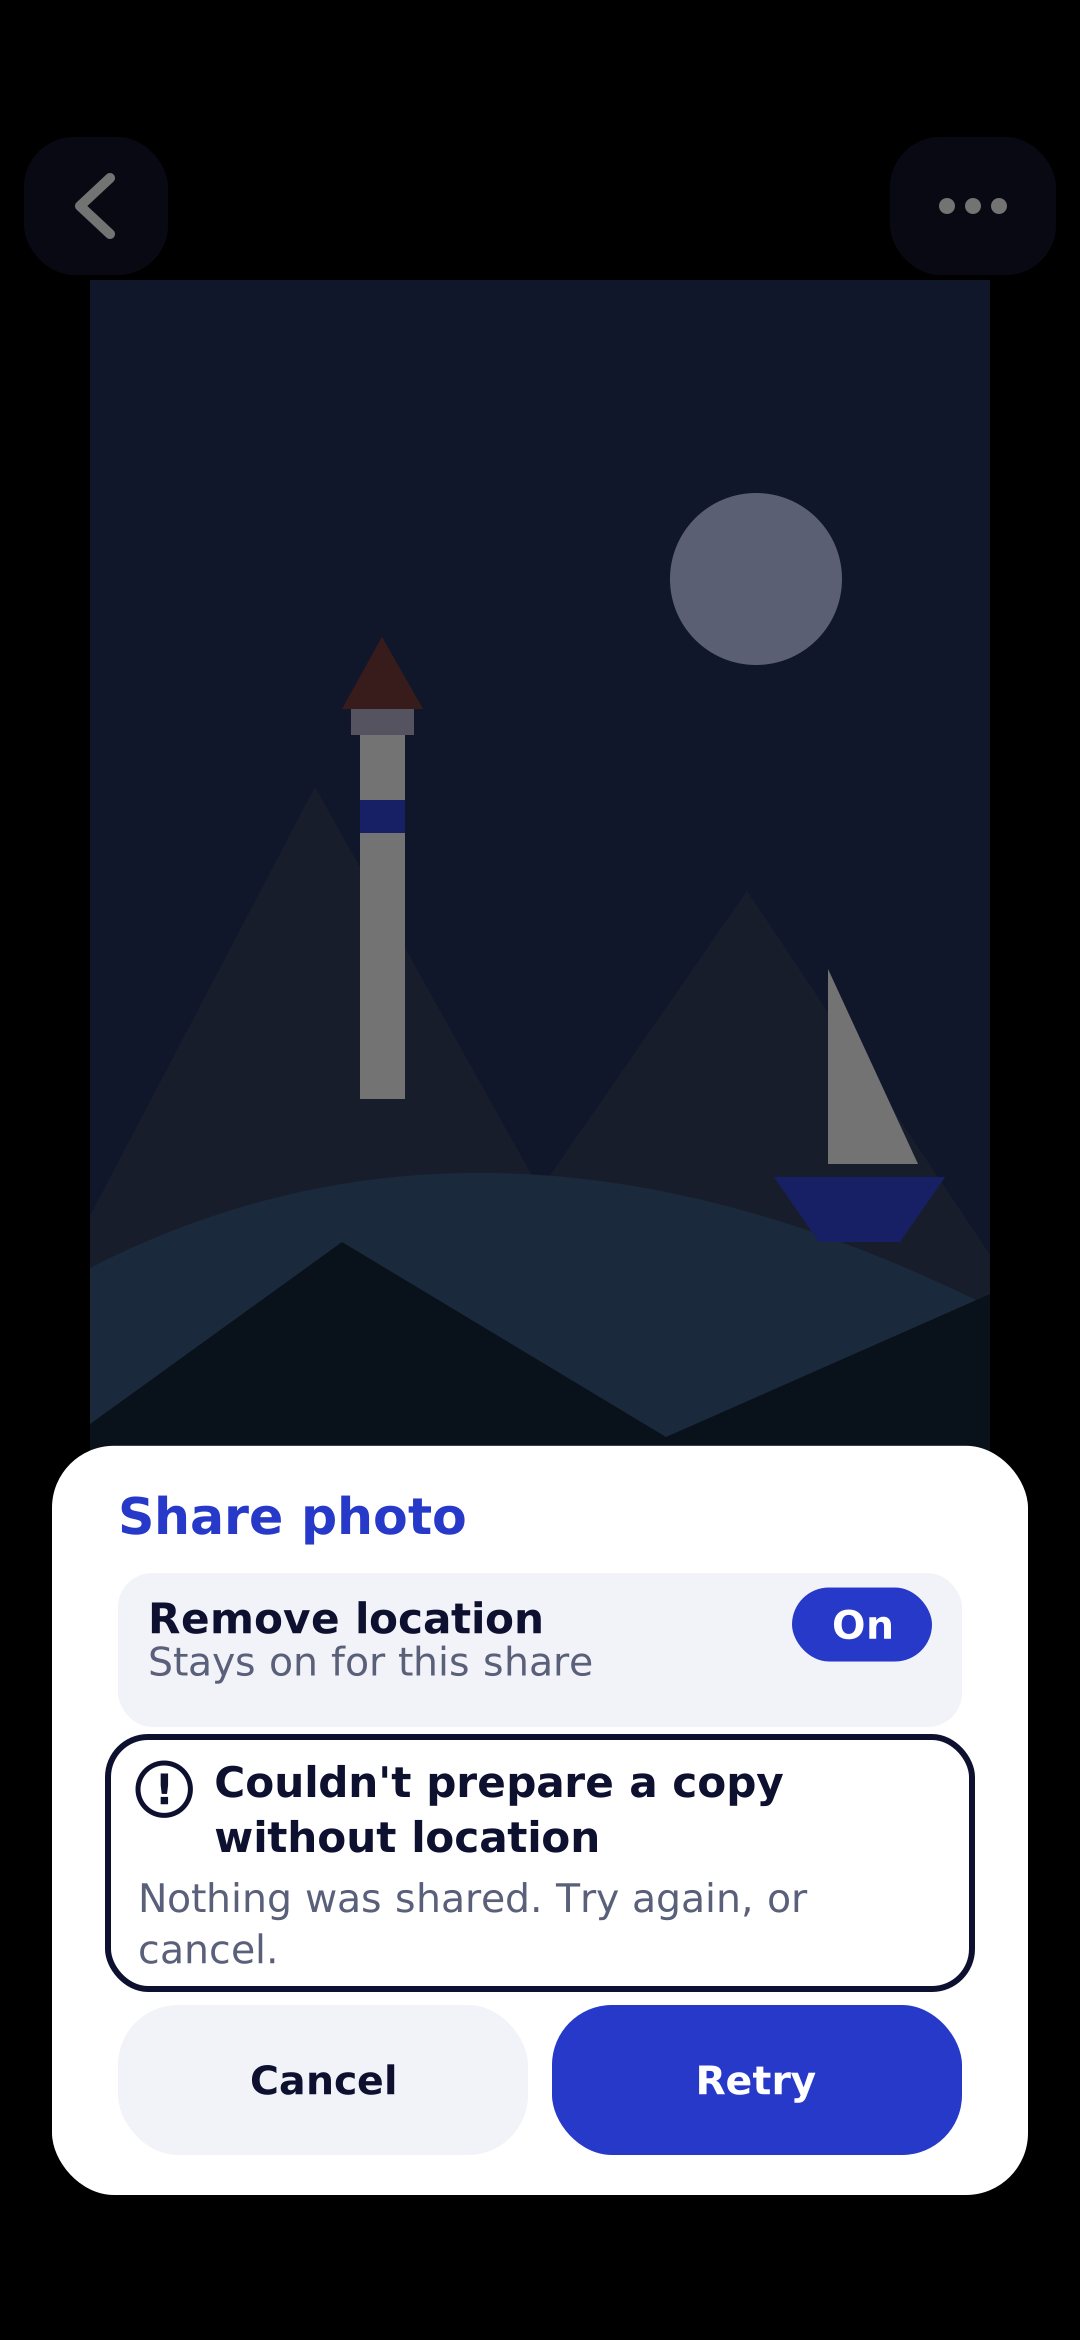 Share photo
Remove location
On
Stays on for this share
!
Couldn't prepare a copy
without location
Nothing was shared. Try again, or
cancel.
Cancel
Retry